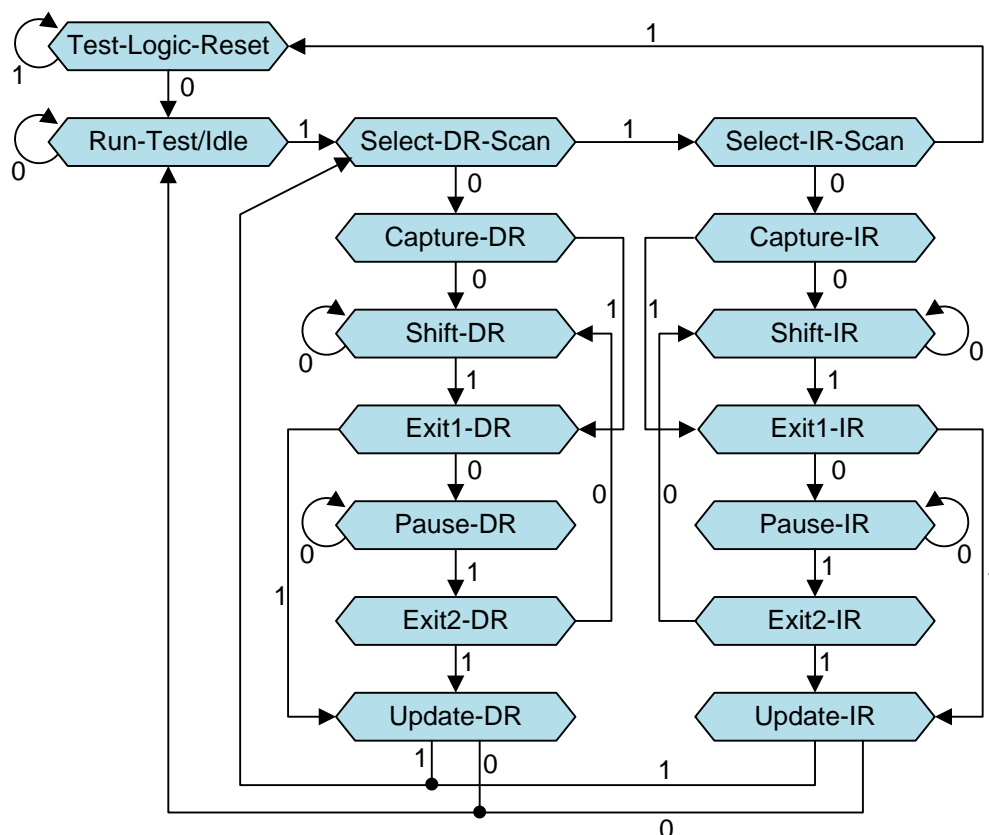 Test-Logic-Reset
1
1
0
Run-Test/Idle
0
1
Select-DR-Scan
1
Select-IR-Scan
0
0
Capture-DR
Capture-IR
0
1
1
0
Shift-DR
0
Shift-IR
0
1
1
Exit1-DR
Exit1-IR
0
0
0
0
Pause-DR
0
Pause-IR
0
1
1
1
Exit2-DR
Exit2-IR
1
1
Update-DR
Update-IR
1
0
1
0